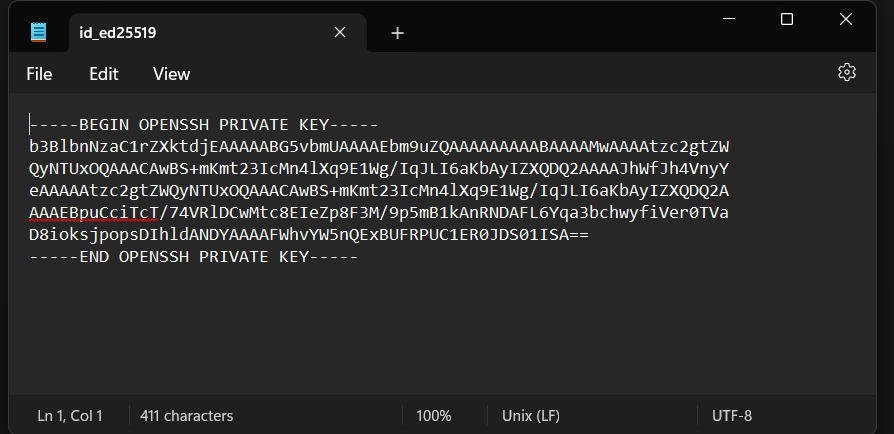 id_ed25519
File Edit View
-----BEGIN OPENSSH PRIVATE KEY-----
b3BlbnNzaC1rZXktdjEAAAAABG5vbmUAAAAEbm9uZQAAAAAAAAABAAAAMwAAAAtzc2gtZW
QyNTUxOQAAACAwBS+mKmt23IcMn4lXq9E1Wg/IqJLI6aKbAyIZXQDQ2AAAAJhWfJh4VnyY
eAAAAAtzc2gtZWQyNTUxOQAAACAwBS+mKmt23IcMn4lXq9E1Wg/IqJLI6aKbAyIZXQDQ2A
AAAEBpuCciTcT/74VRlDCwMtc8EIeZp8F3M/9p5mB1kAnRNDAFL6Yqa3bchwyfiVer0TVa
D8ioksjpopsDIhldANDYAAAAFWhvYW5nQExBUFRPUC1ER0JDS01ISA==
-----END OPENSSH PRIVATE KEY-----
Ln 1, Col 1 411 characters 100% Unix (LF) UTF-8